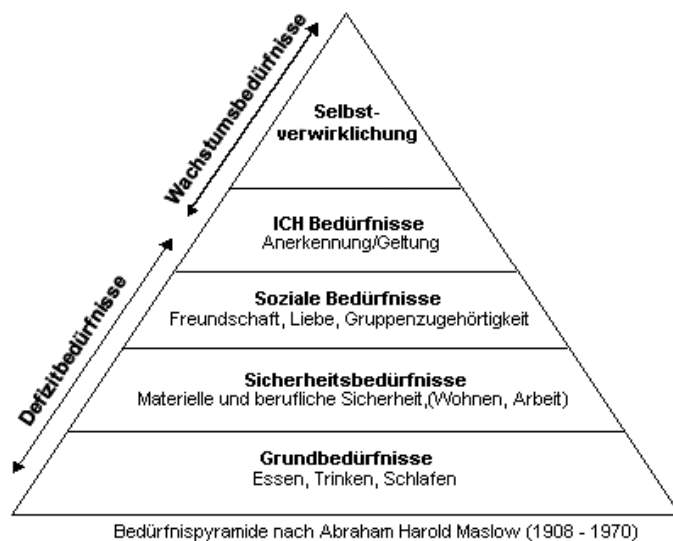 Wachstumsbedürfnisse
Defizitbedürfnisse
Selbst-
verwirklichung
ICH Bedürfnisse
Anerkennung/Geltung
Soziale Bedürfnisse
Freundschaft, Liebe, Gruppenzugehörtigkeit
Sicherheitsbedürfnisse
Materielle und berufliche Sicherheit,(Wohnen, Arbeit)
Grundbedürfnisse
Essen, Trinken, Schlafen
Bedürfnispyramide nach Abraham Harold Maslow (1908 - 1970)